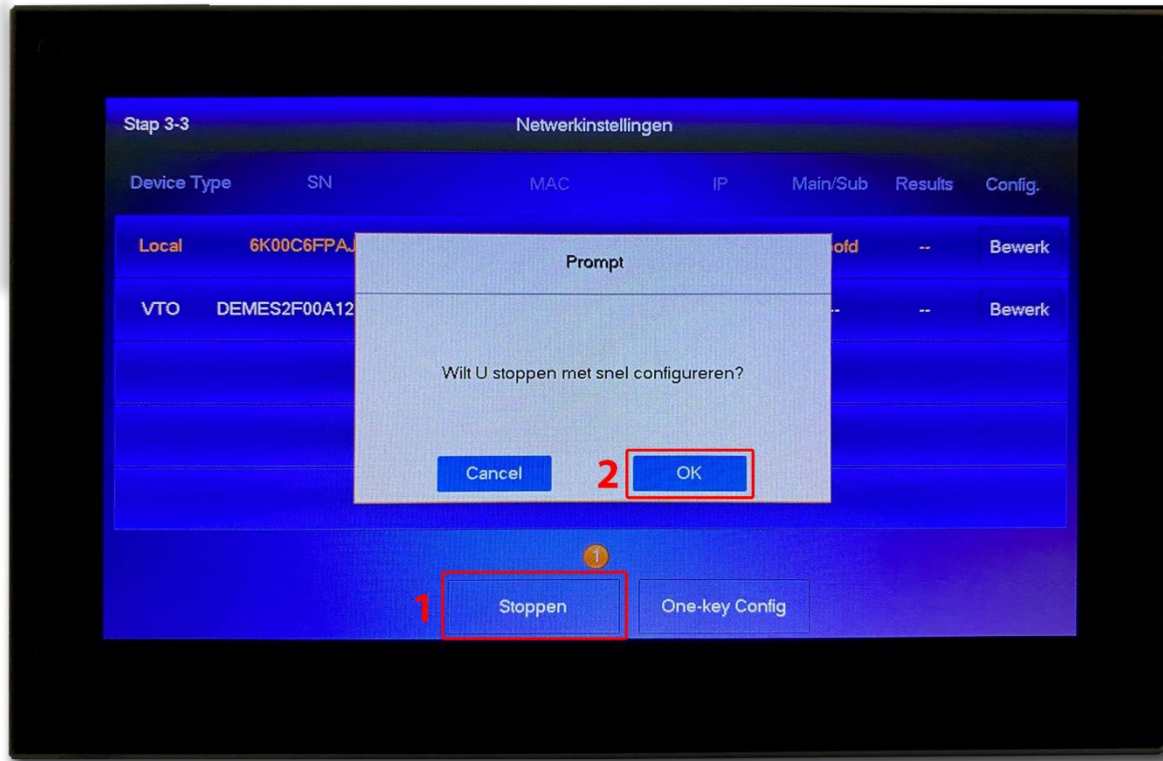 Stap 3-3 Netwerkinstellingen
Device Type SN MAC IP Main/Sub Results Config.
Local 6K00C6FPAJ ofd -- Bewerk
Prompt
VTO DEMES2F00A12 -- -- Bewerk
Wilt U stoppen met snel configureren?
Cancel 2 OK
1
1 Stoppen One-key Config